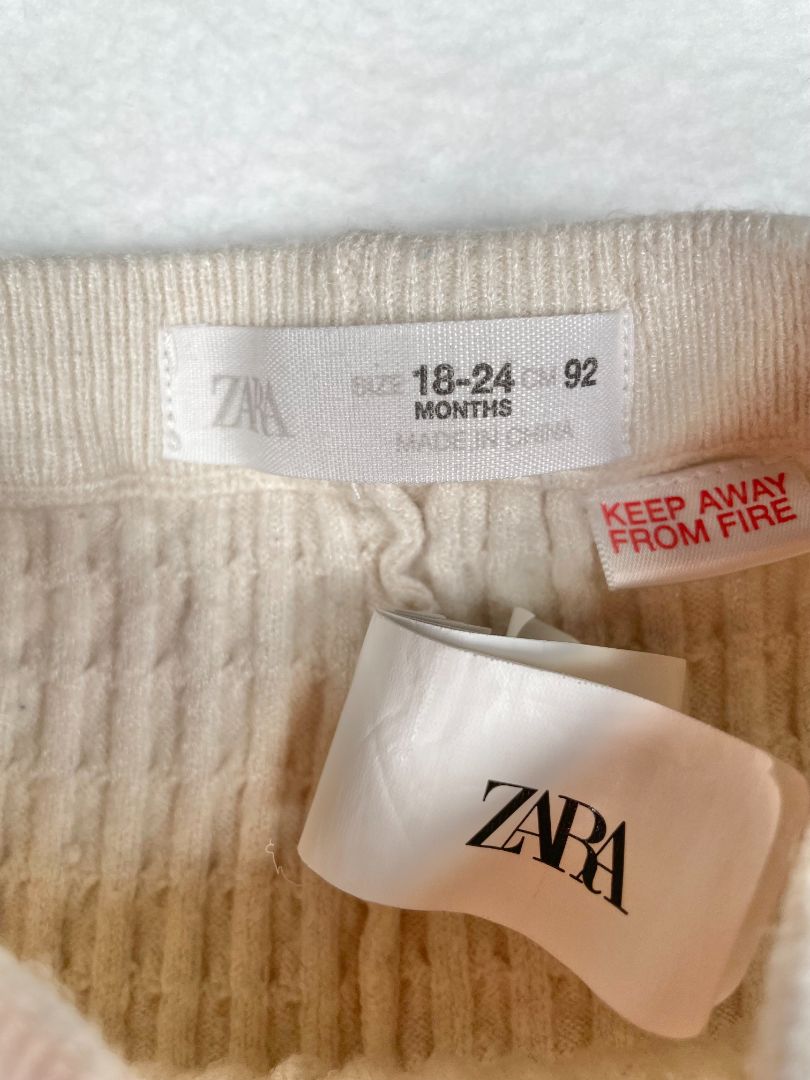 ZARA SIZE 18-24 CM 92
MONTHS
MADE IN CHINA
KEEP AWAY
FROM FIRE
ZARA